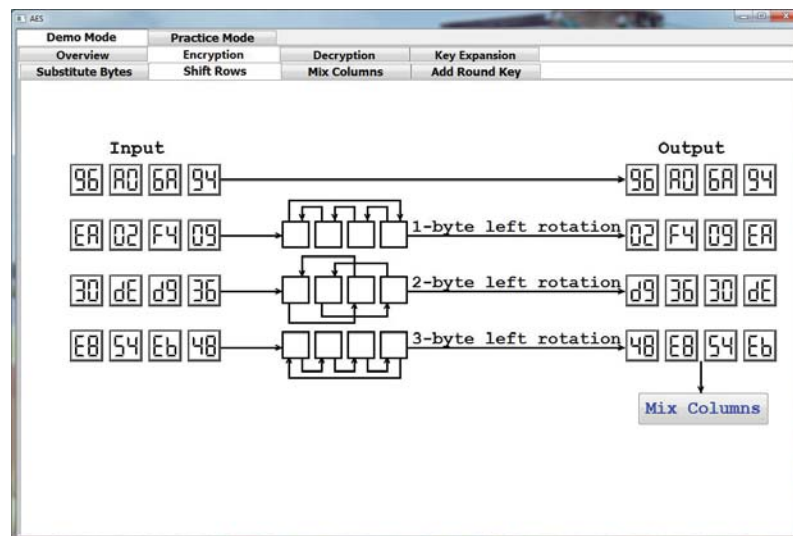 AES
Demo Mode Practice Mode
Overview Encryption Decryption Key Expansion
Substitute Bytes Shift Rows Mix Columns Add Round Key
Input Output
96 A0 6A 94 96 A0 6A 94
EA 02 F4 09 1-byte left rotation 02 F4 09 EA
30 dE d9 36 2-byte left rotation d9 36 30 dE
E8 54 Eb 48 3-byte left rotation 48 E8 54 Eb
Mix Columns